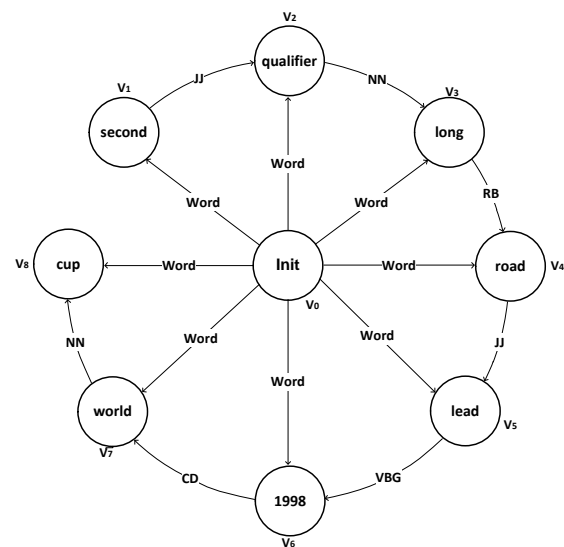 V2
qualifier
V1
JJ
NN
V3
second
long
Word
RB
Word
Word
V8
cup
Word
Init
Word
road
V4
V0
NN
Word
Word
JJ
Word
world
lead
V5
V7
CD
VBG
1998
V6